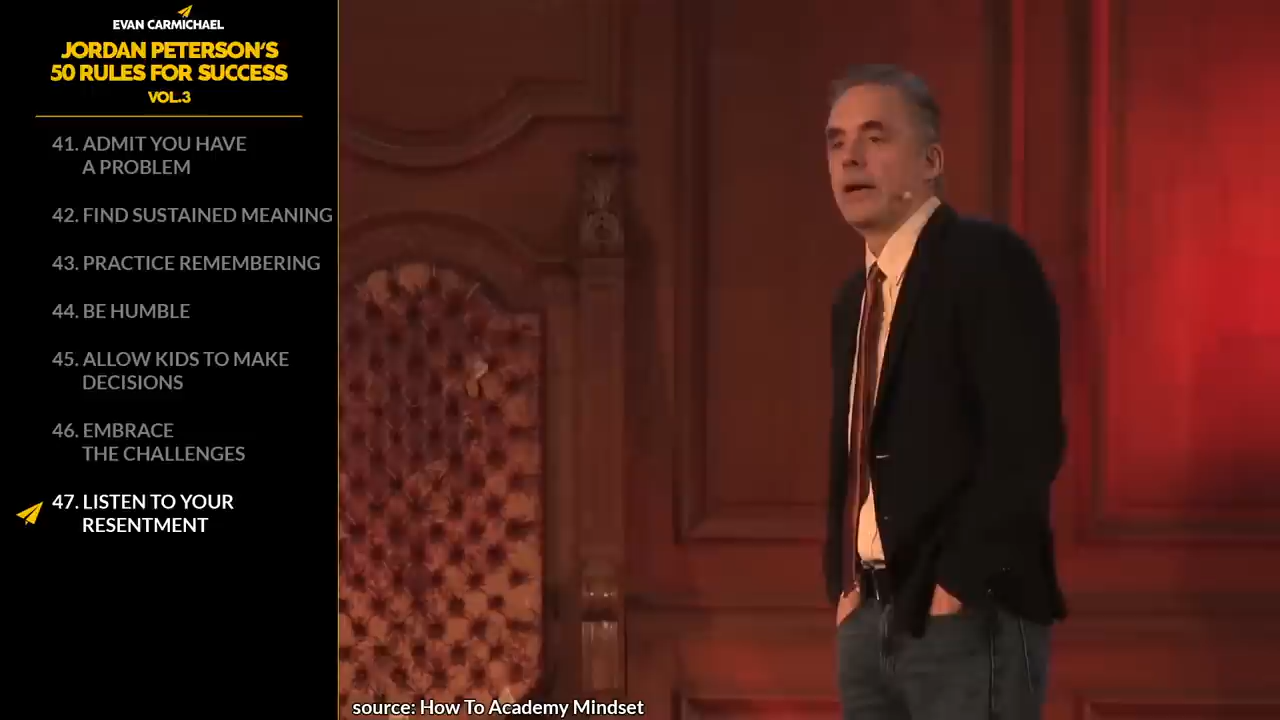 EVAN CARMICHAEL
JORDAN PETERSON'S
50 RULES FOR SUCCESS
VOL.3
41. ADMIT YOU HAVE
A PROBLEM
42. FIND SUSTAINED MEANING
43. PRACTICE REMEMBERING
44. BE HUMBLE
45. ALLOW KIDS TO MAKE
DECISIONS
46. EMBRACE
THE CHALLENGES
47. LISTEN TO YOUR
RESENTMENT
source: How To Academy Mindset